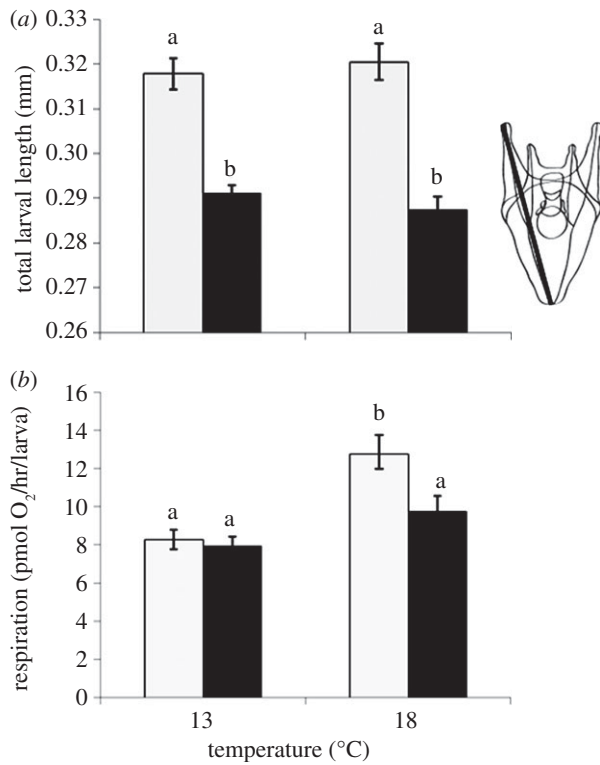 (a)
total larval length (mm)
0.33
0.32
0.31
0.30
0.29
0.28
0.27
0.26
a
b
a
b
(b)
respiration (pmol O₂/hr/larva)
16
14
12
10
8
6
4
2
0
a
a
b
a
13
18
temperature (°C)